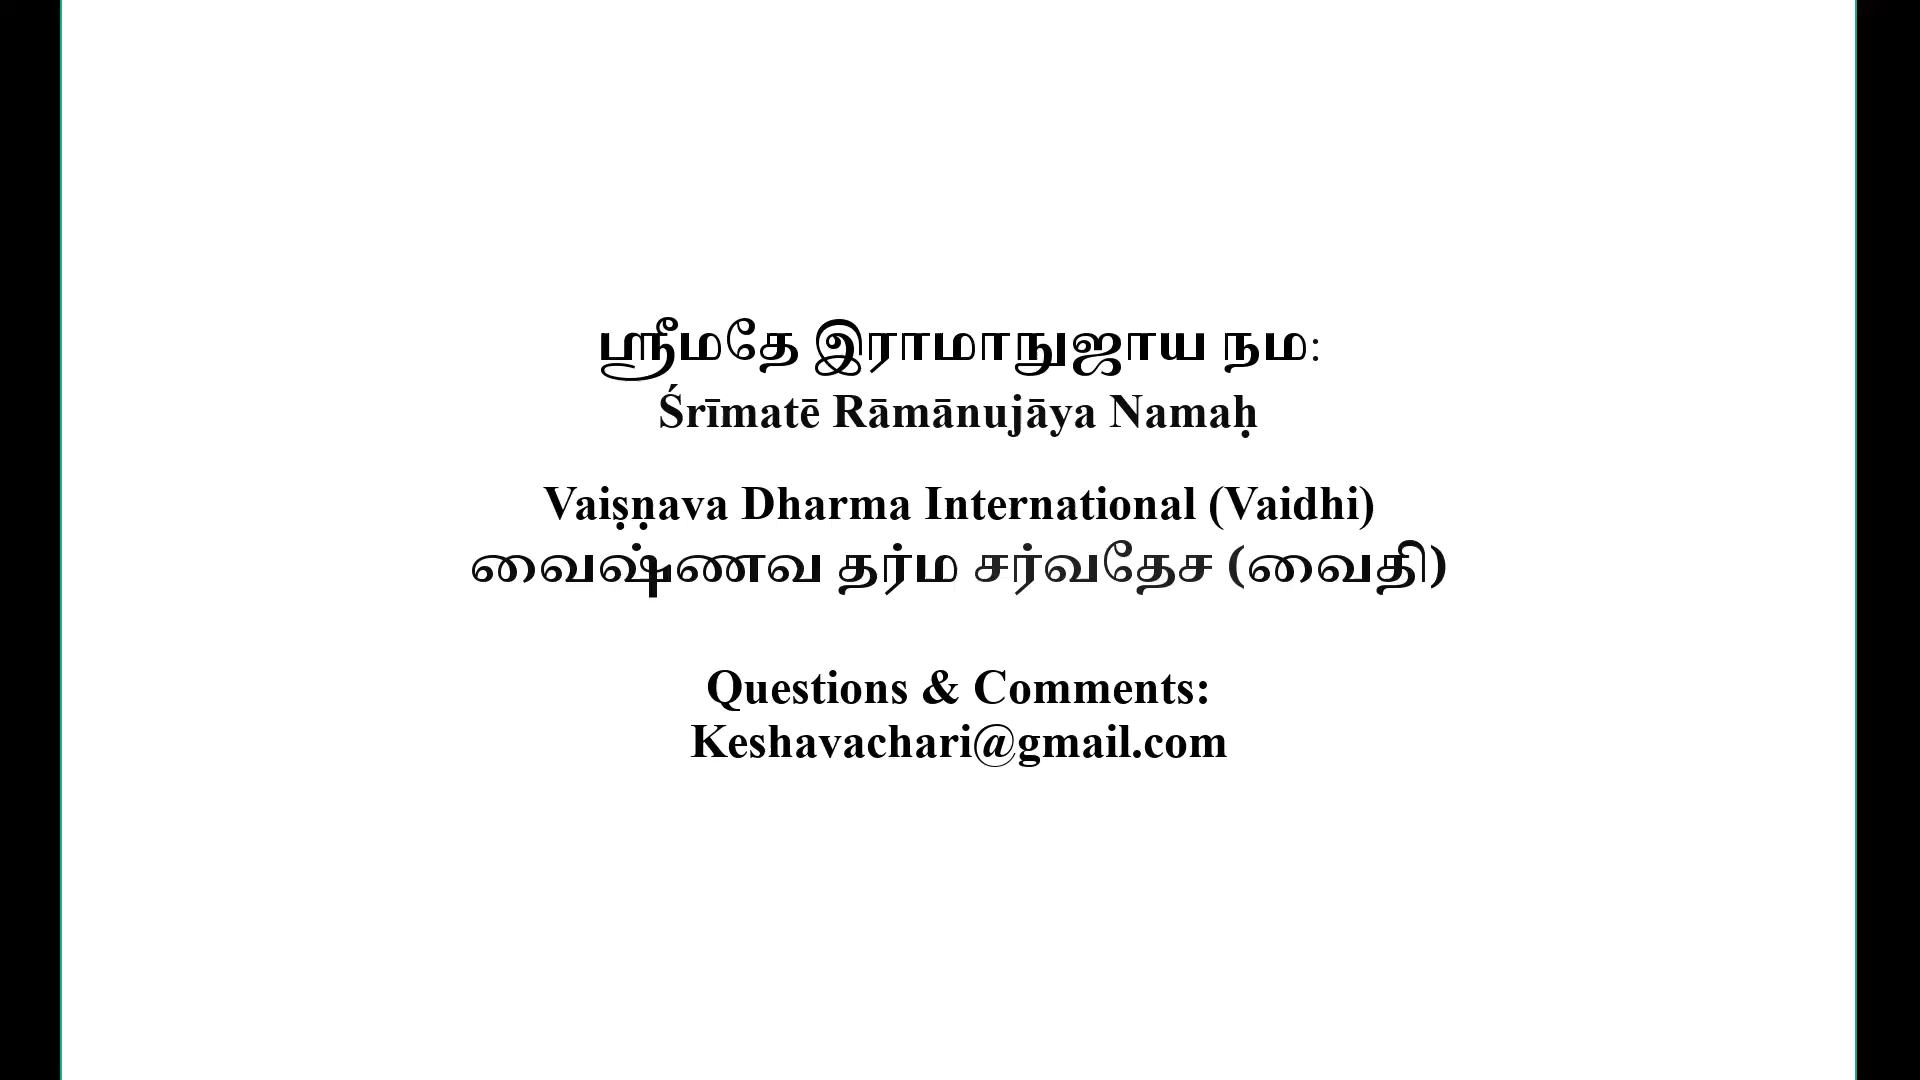 ஸ்ரீமதே இராமாநுஜாய நம:
Śrīmatē Rāmānujāya Namaḥ
Vaiṣṇava Dharma International (Vaidhi)
வைஷ்ணவ தர்ம சர்வதேச (வைதி)
Questions & Comments:
Keshavachari@gmail.com